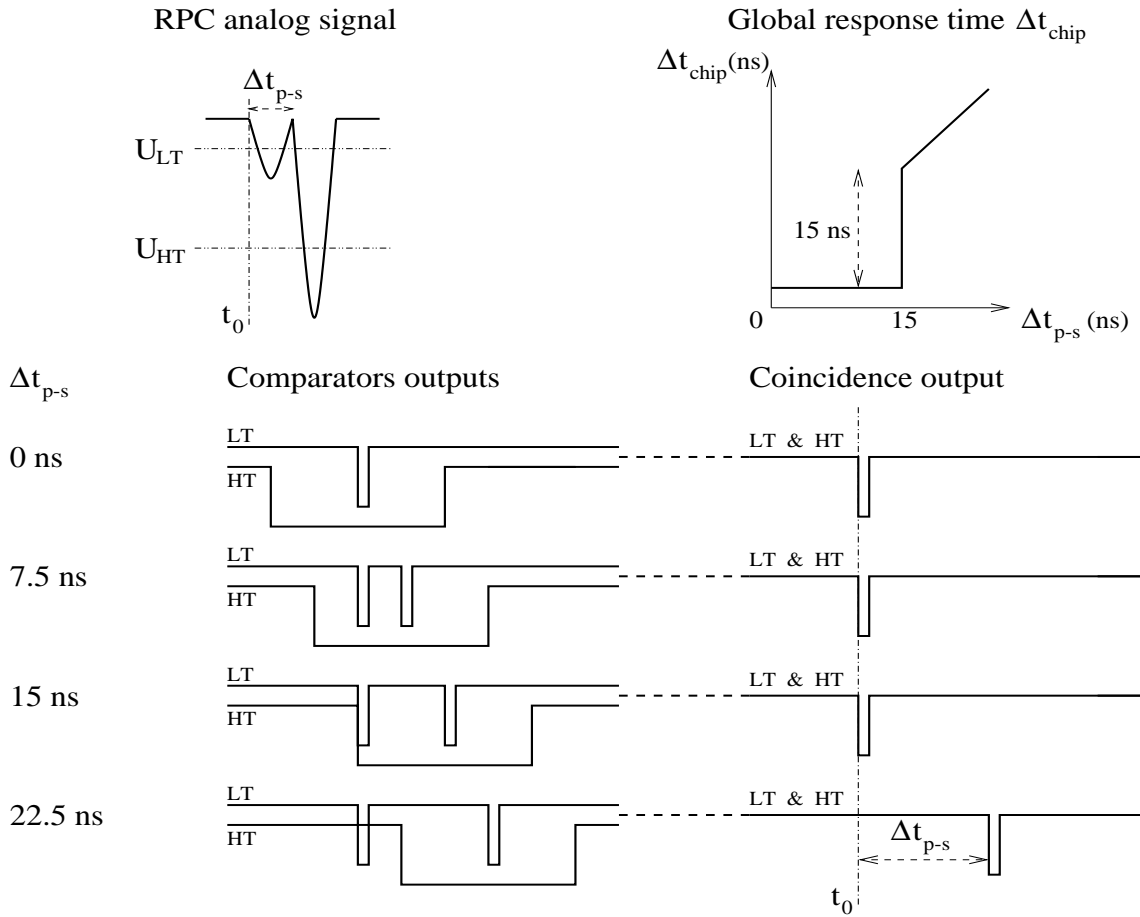 RPC analog signal
Global response time Δt_chip
Δt_p-s
U_LT
U_HT
t_0
Δt_chip (ns)
15 ns
0
15
Δt_p-s (ns)
Δt_p-s
Comparators outputs
Coincidence output
0 ns
LT
HT
LT & HT
7.5 ns
LT
HT
LT & HT
15 ns
LT
HT
LT & HT
22.5 ns
LT
HT
LT & HT
Δt_p-s
t_0